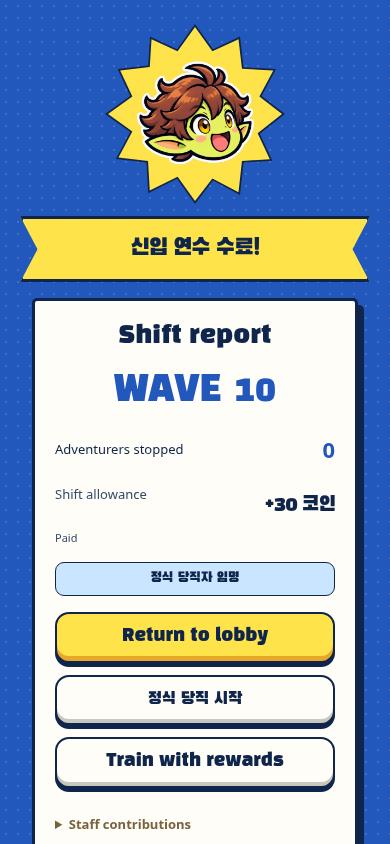 신입 연수 수료!
Shift report
WAVE 10
Adventurers stopped 0
Shift allowance +30 코인
Paid
정식 당직자 임명
Return to lobby
정식 당직 시작
Train with rewards
▶ Staff contributions